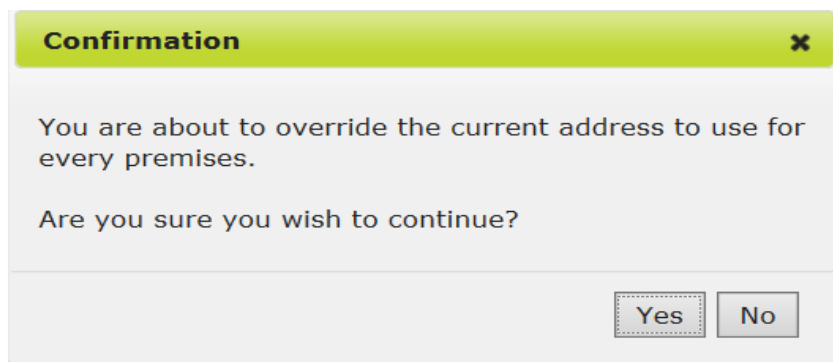 Confirmation
You are about to override the current address to use for
every premises.
Are you sure you wish to continue?
Yes No